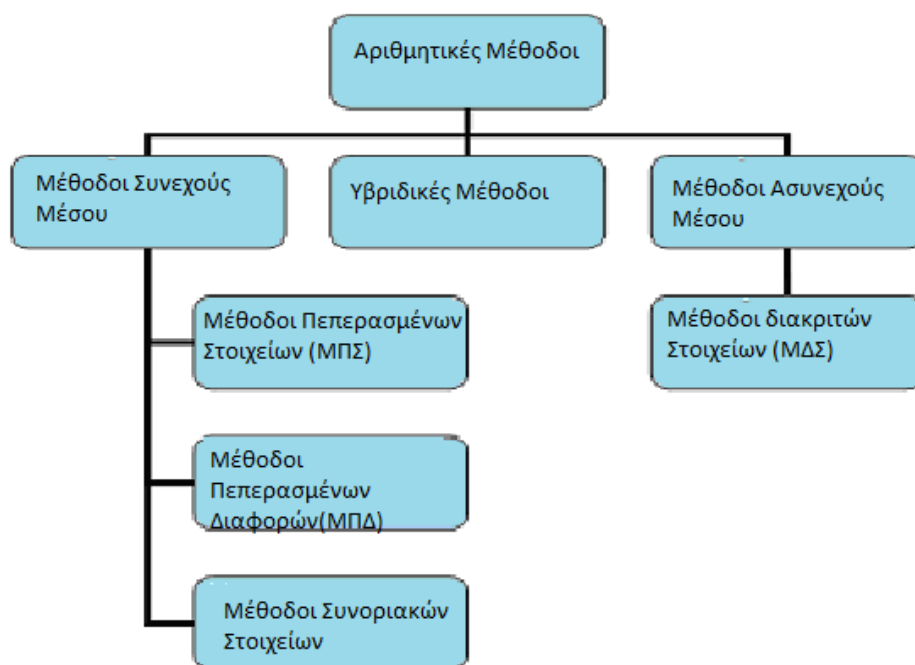 Αριθμητικές Μέθοδοι
Μέθοδοι Συνεχούς
Μέσου
Υβριδικές Μέθοδοι
Μέθοδοι Ασυνεχούς
Μέσου
Μέθοδοι Πεπερασμένων
Στοιχείων (ΜΠΣ)
Μέθοδοι διακριτών
Στοιχείων (ΜΔΣ)
Μέθοδοι
Πεπερασμένων
Διαφορών(ΜΠΔ)
Μέθοδοι Συνοριακών
Στοιχείων